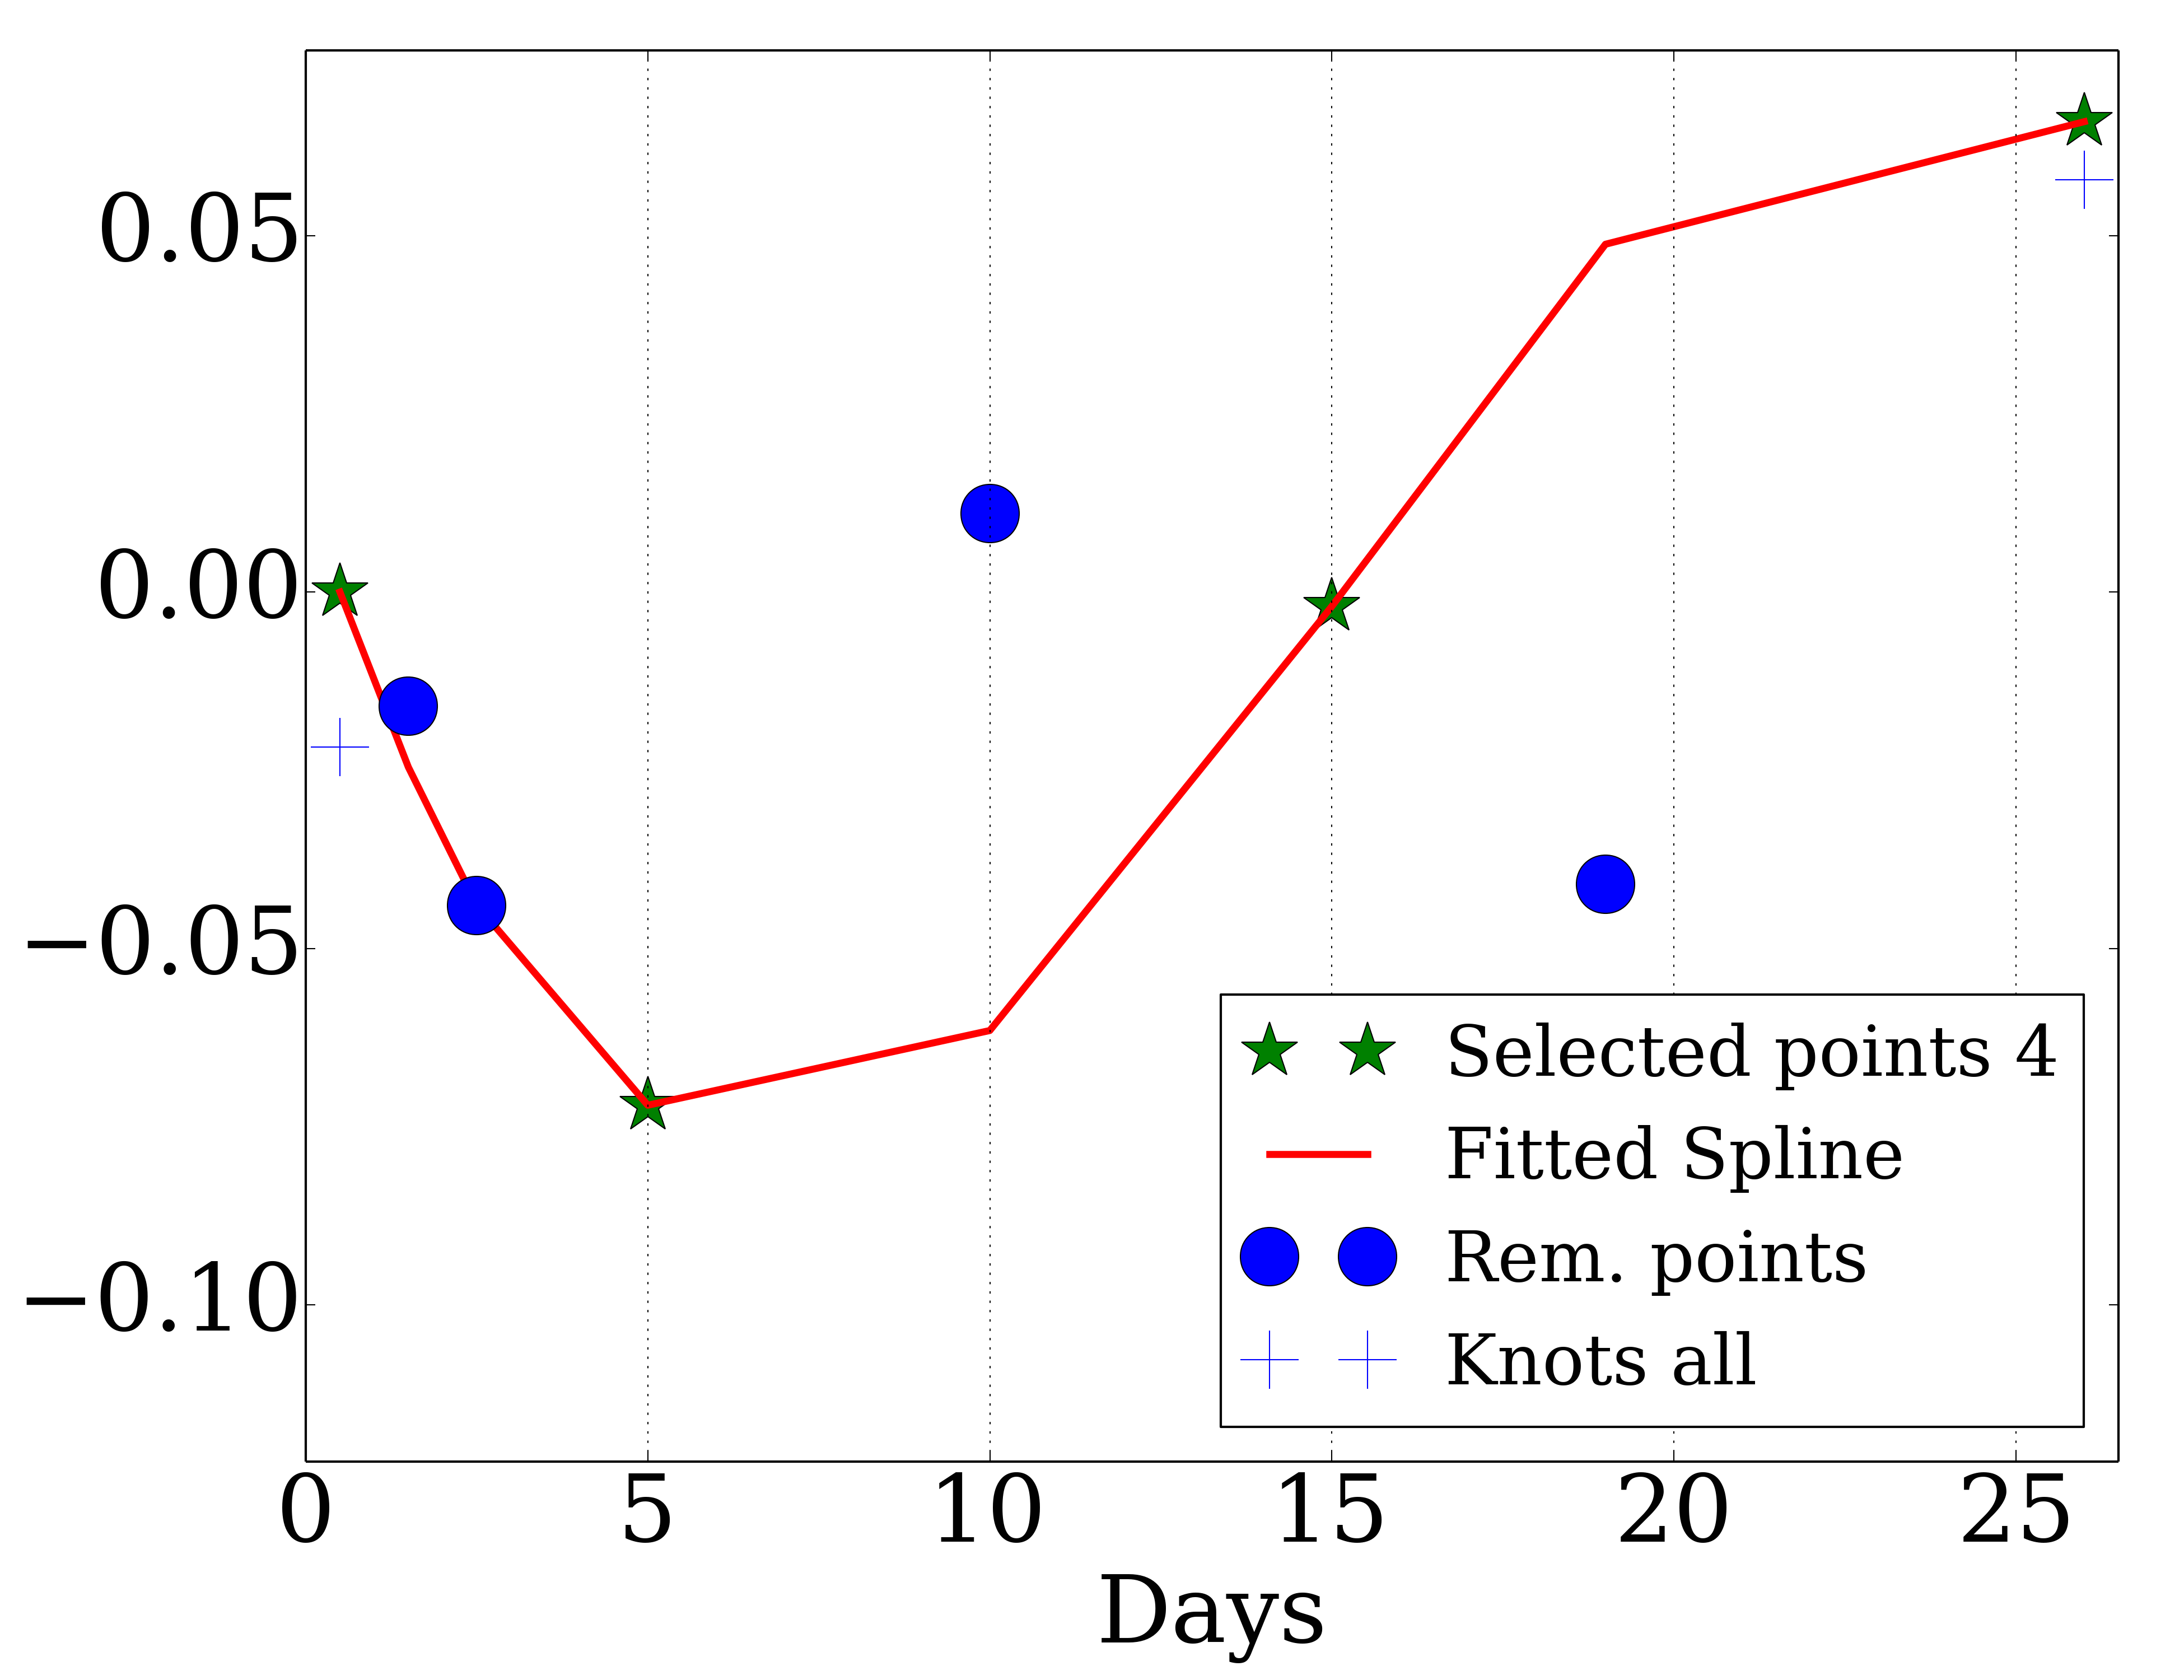 0.05
0.00
−0.05
−0.10
Selected points 4
Fitted Spline
Rem. points
Knots all
0 5 10 15 20 25
Days